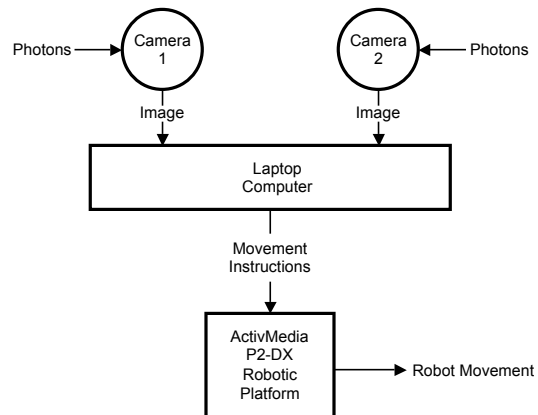 Photons
Camera
1
Camera
2
Photons
Image
Image
Laptop
Computer
Movement
Instructions
ActivMedia
P2-DX
Robotic
Platform
Robot Movement